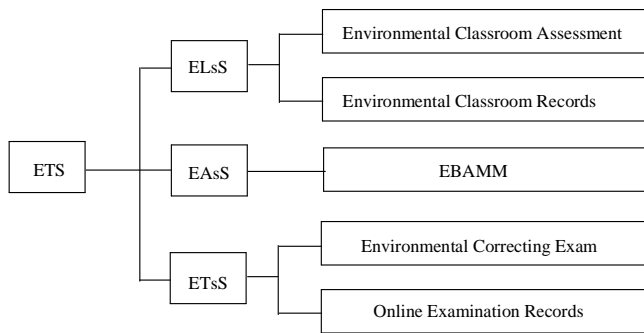 Environmental Classroom Assessment
ELsS
Environmental Classroom Records
ETS
EAsS
EBAMM
Environmental Correcting Exam
ETsS
Online Examination Records